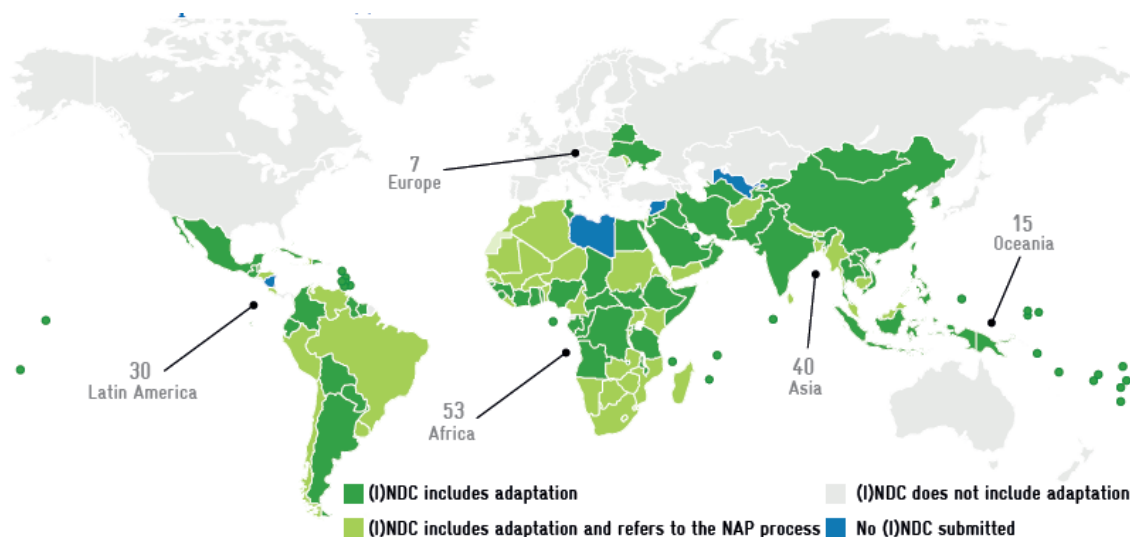 7
Europe
15
Oceania
30
Latin America
40
Asia
53
Africa
(I)NDC includes adaptation
(I)NDC does not include adaptation
(I)NDC includes adaptation and refers to the NAP process
No (I)NDC submitted